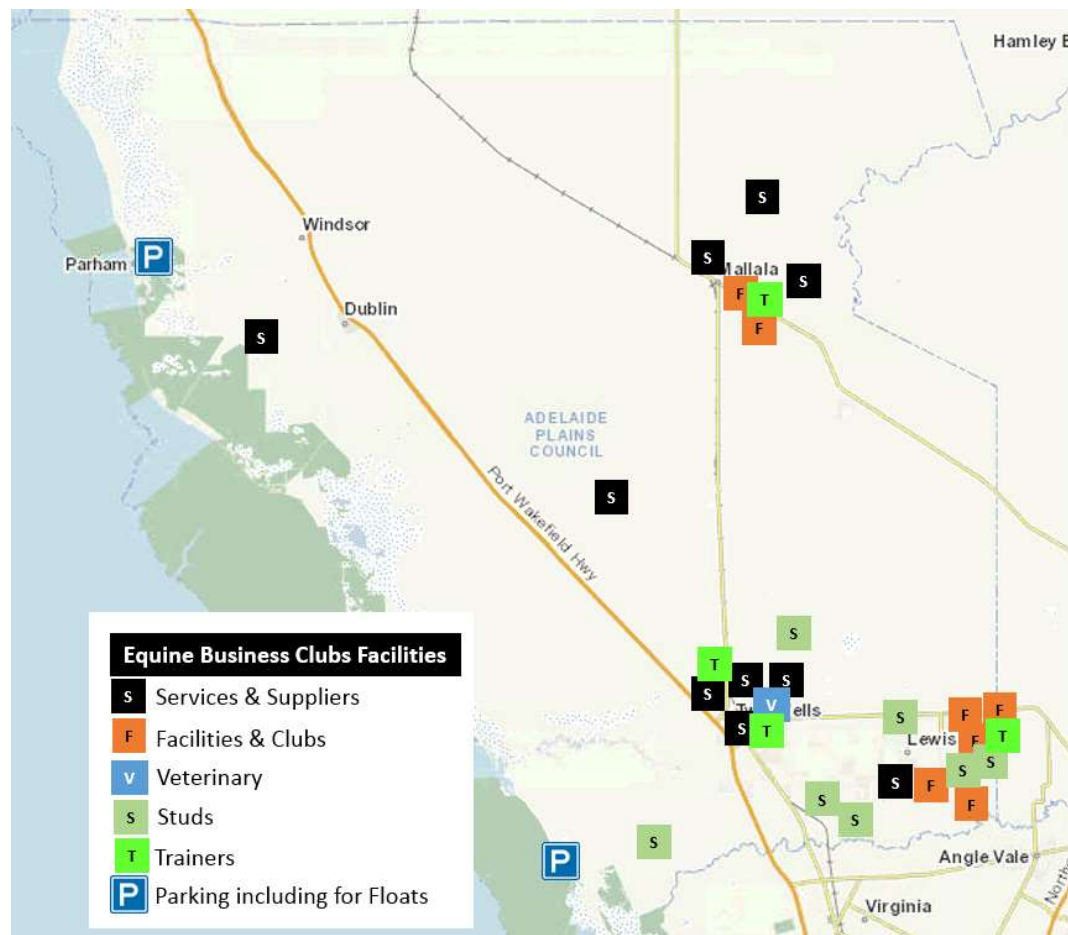 Hamley
S
Windsor
S
Parham P
Mallala
S
F T
Dublin
F
S
ADELAIDE
PLAINS
COUNCIL
S
Port Wakefield Hwy
S
T
S S
S
V
F F
S
S T
F T
Lewis
S S
S F
S F
S
S
P
Angle Vale
Virginia
Equine Business Clubs Facilities
S Services & Suppliers
F Facilities & Clubs
V Veterinary
S Studs
T Trainers
P Parking including for Floats